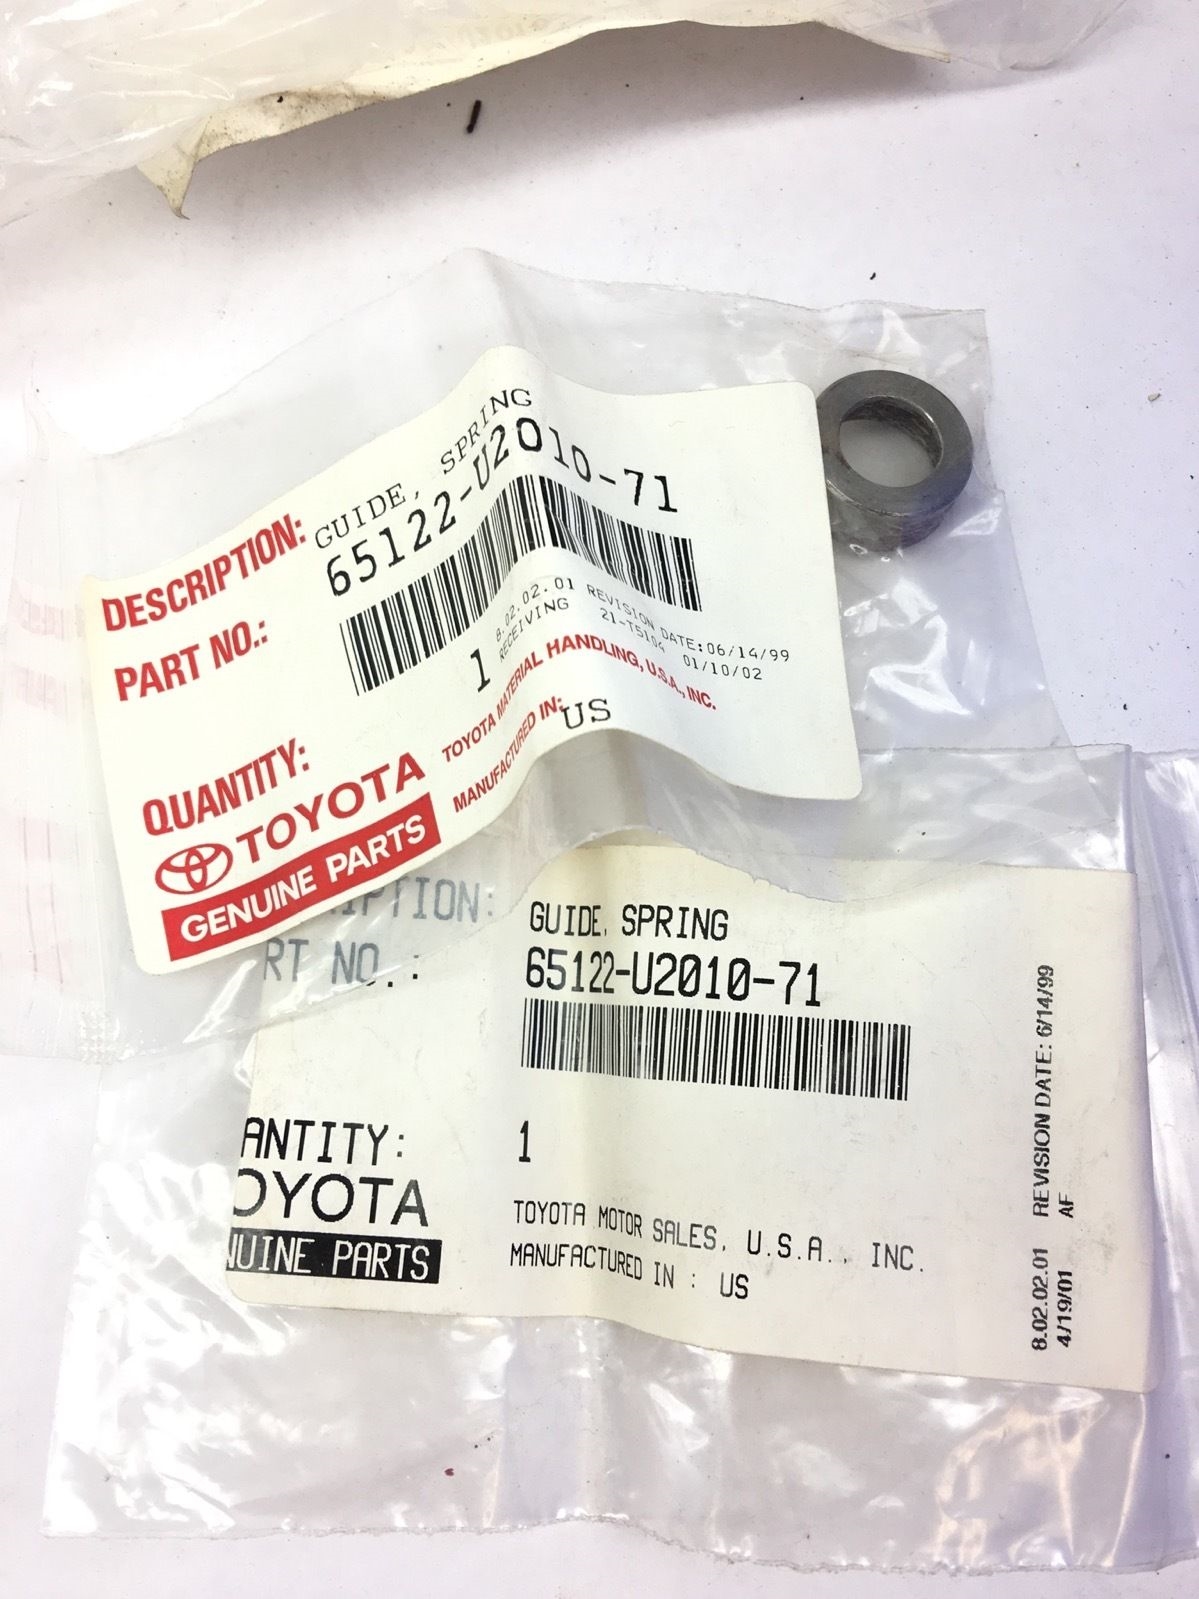 DESCRIPTION: GUIDE, SPRING
PART NO.: 65122-U2010-71
8.02.02.01 REVISION DATE:06/14/99
RECEIVING 21-T5104 01/10/02
QUANTITY: 1
TOYOTA MATERIAL HANDLING, U.S.A., INC.
MANUFACTURED IN: US
TOYOTA
GENUINE PARTS
RIPTION: GUIDE, SPRING
RT NO.: 65122-U2010-71
ANTITY: 1
OYOTA
NUINE PARTS
TOYOTA MOTOR SALES, U.S.A., INC.
MANUFACTURED IN : US
8.02.02.01 REVISION DATE: 6/14/99
4/19/01 AF